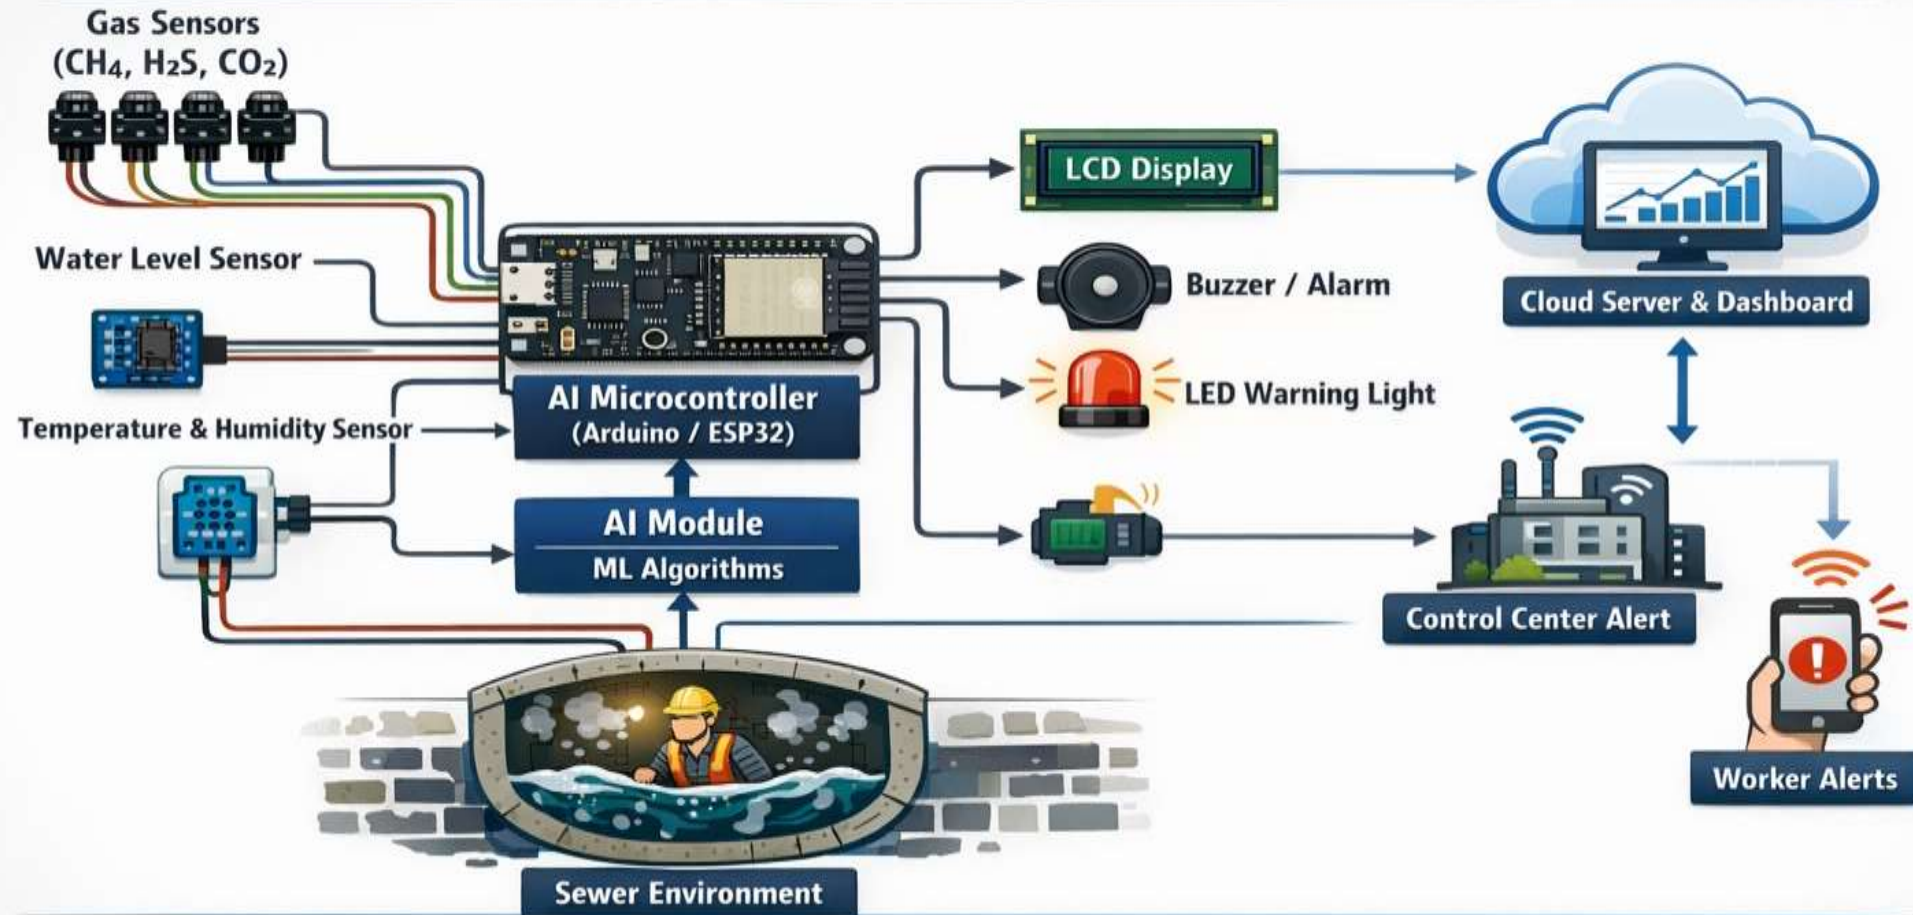 Gas Sensors
(CH₄, H₂S, CO₂)
Water Level Sensor
Temperature & Humidity Sensor
AI Microcontroller
(Arduino / ESP32)
AI Module
ML Algorithms
Sewer Environment
LCD Display
Buzzer / Alarm
LED Warning Light
Cloud Server & Dashboard
Control Center Alert
!
Worker Alerts